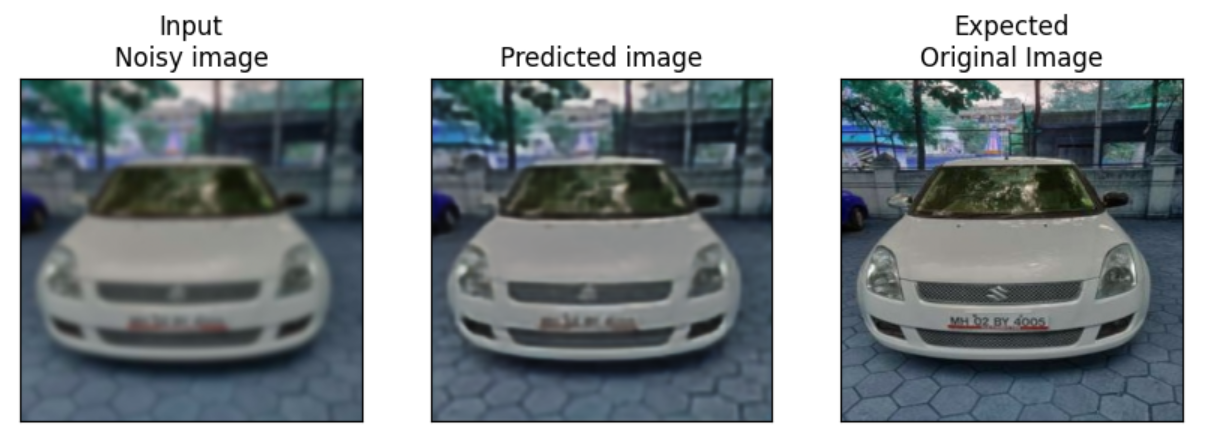 Input
Noisy image
Predicted image
Expected
Original Image
MH 02 BY 4005